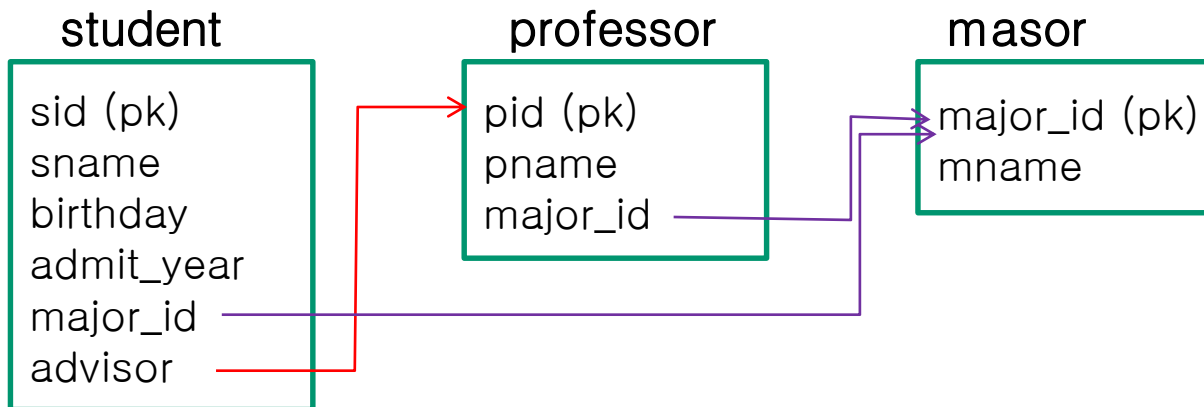 student
sid (pk)
sname
birthday
admit_year
major_id
advisor
professor
pid (pk)
pname
major_id
masor
major_id (pk)
mname